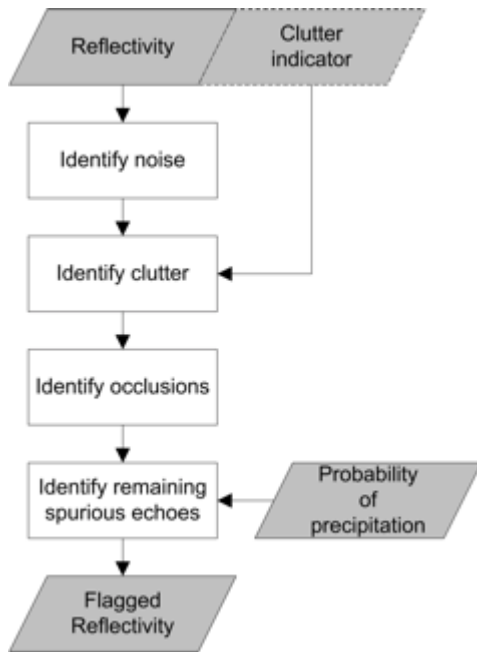 Reflectivity
Clutter
indicator
Identify noise
Identify clutter
Identify occlusions
Identify remaining
spurious echoes
Probability
of
precipitation
Flagged
Reflectivity